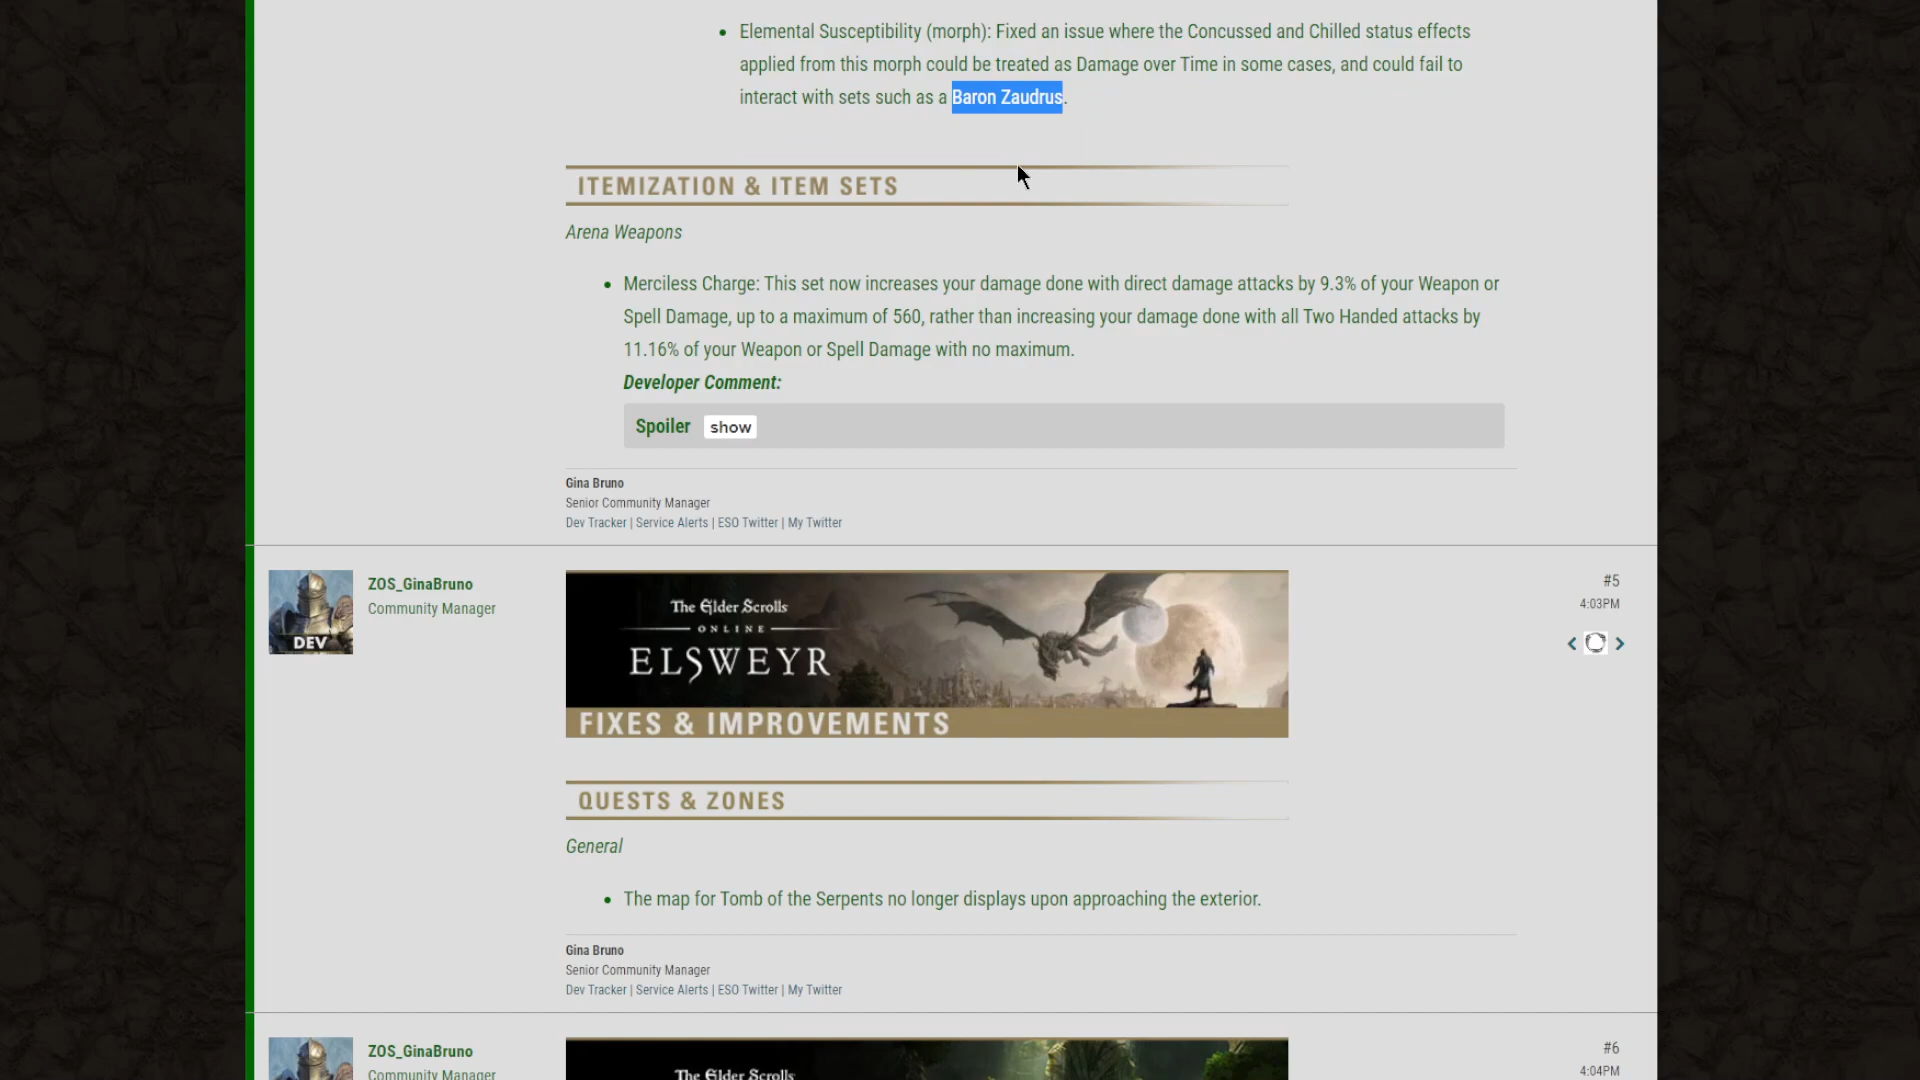 Elemental Susceptibility (morph): Fixed an issue where the Concussed and Chilled status effects
applied from this morph could be treated as Damage over Time in some cases, and could fail to
interact with sets such as a Baron Zaudrus.
ITEMIZATION & ITEM SETS
Arena Weapons
Merciless Charge: This set now increases your damage done with direct damage attacks by 9.3% of your Weapon or
Spell Damage, up to a maximum of 560, rather than increasing your damage done with all Two Handed attacks by
11.16% of your Weapon or Spell Damage with no maximum.
Developer Comment:
Spoiler show
Gina Bruno
Senior Community Manager
Dev Tracker | Service Alerts | ESO Twitter | My Twitter
ZOS_GinaBruno
Community Manager
DEV
The Elder Scrolls
ONLINE
ELSWEYR
FIXES & IMPROVEMENTS
#5
4:03PM
QUESTS & ZONES
General
The map for Tomb of the Serpents no longer displays upon approaching the exterior.
Gina Bruno
Senior Community Manager
Dev Tracker | Service Alerts | ESO Twitter | My Twitter
ZOS_GinaBruno
Community Manager
The Elder Scrolls
#6
4:04PM